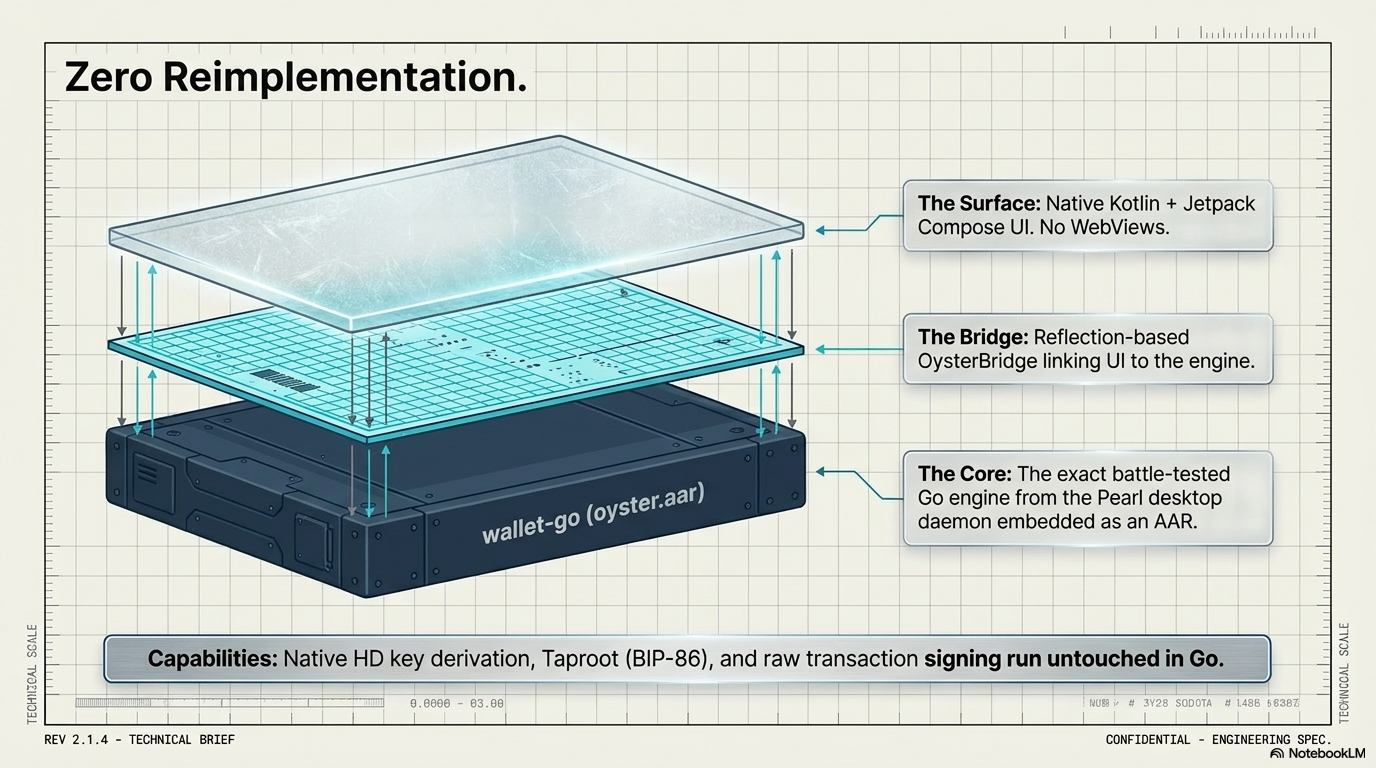 Zero Reimplementation.
The Surface: Native Kotlin + Jetpack
Compose UI. No WebViews.
The Bridge: Reflection-based
OysterBridge linking UI to the engine.
The Core: The exact battle-tested
Go engine from the Pearl desktop
daemon embedded as an AAR.
wallet-go (oyster.aar)
Capabilities: Native HD key derivation, Taproot (BIP-86), and raw transaction signing run untouched in Go.
TECHNICAL SCALE
0.0000 - 03.00
# 3Y28 SODOTA
REV 2.1.4 - TECHNICAL BRIEF
CONFIDENTIAL - ENGINEERING SPEC.
NotebookLM